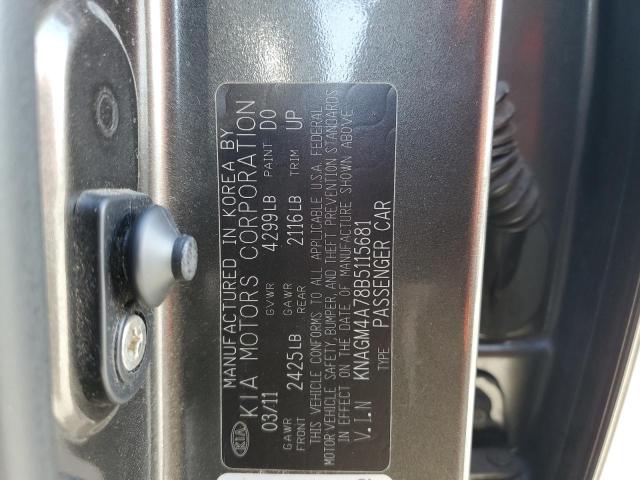 KIA
MANUFACTURED IN KOREA BY
KIA MOTORS CORPORATION
03/11 GVWR 4299LB PAINT D0
GAWR FRONT 2425LB GAWR REAR 2116LB TRIM UP
THIS VEHICLE CONFORMS TO ALL APPLICABLE U.S.A. FEDERAL
MOTOR VEHICLE SAFETY, BUMPER, AND THEFT PREVENTION STANDARDS
IN EFFECT ON THE DATE OF MANUFACTURE SHOWN ABOVE
V.I.N KNAGM4A78B5115681
TYPE PASSENGER CAR